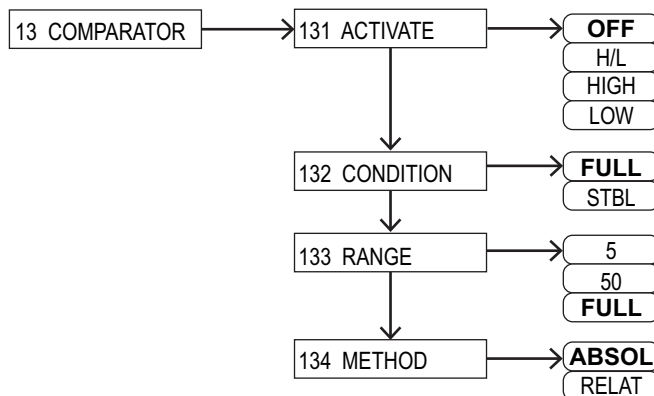 13 COMPARATOR
131 ACTIVATE
OFF
H/L
HIGH
LOW
132 CONDITION
FULL
STBL
133 RANGE
5
50
FULL
134 METHOD
ABSOL
RELAT